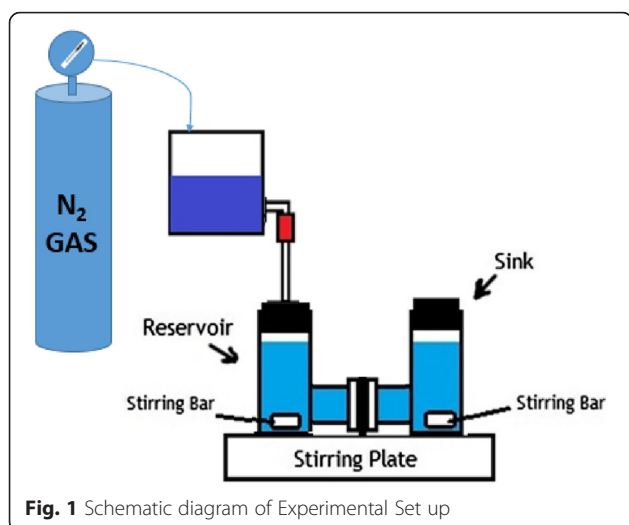 N₂
GAS
Sink
Reservoir
Stirring Bar
Stirring Bar
Stirring Plate
Fig. 1 Schematic diagram of Experimental Set up